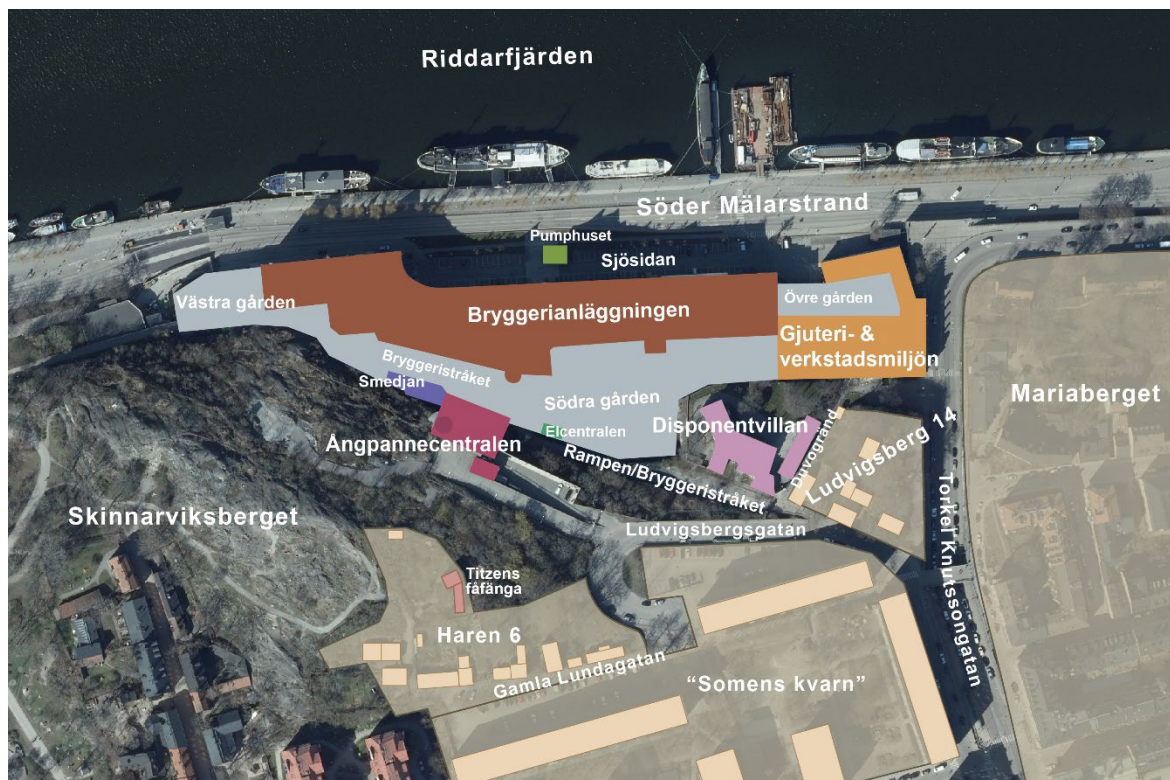 Riddarfjärden
Söder Mälarstrand
Pumphuset
Sjösidan
Västra gården
Övre gården
Bryggerianläggningen
Gjuteri- &
verkstadsmiljön
Bryggeristråket
Smedjan
Mariaberget
Södra gården
Elcentralen
Disponentvillan
Ångpannecentralen
Duvogränd
Ludvigsberg 14
Rampen/Bryggeristråket
Skinnarviksberget
Ludvigsbergsgatan
Torkel Knutssongatan
Titzens
fåfänga
Haren 6
Gamla Lundagatan
“Somens kvarn”